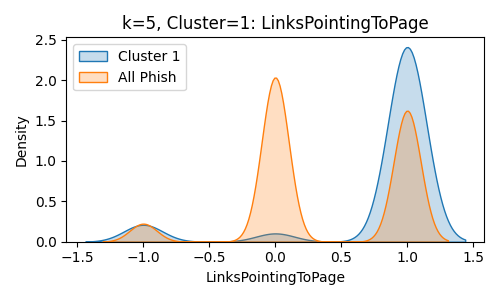 k=5, Cluster=1: LinksPointingToPage
Cluster 1
All Phish
Density
2.5
2.0
1.5
1.0
0.5
0.0
−1.5
−1.0
−0.5
0.0
0.5
1.0
1.5
LinksPointingToPage